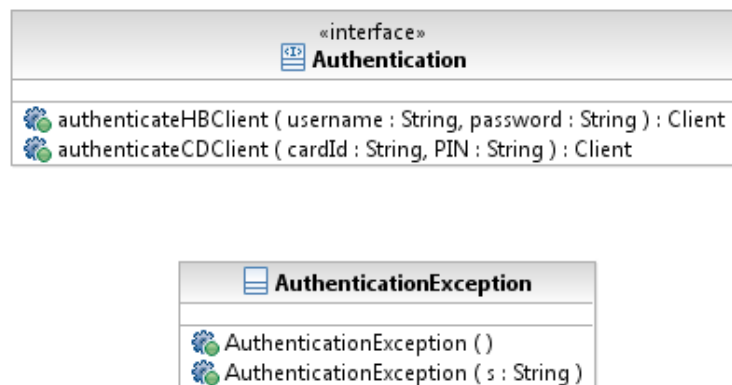 «interface»
Authentication
authenticateHBClient ( username : String, password : String ) : Client
authenticateCDClient ( cardId : String, PIN : String ) : Client
AuthenticationException
AuthenticationException ( )
AuthenticationException ( s : String )